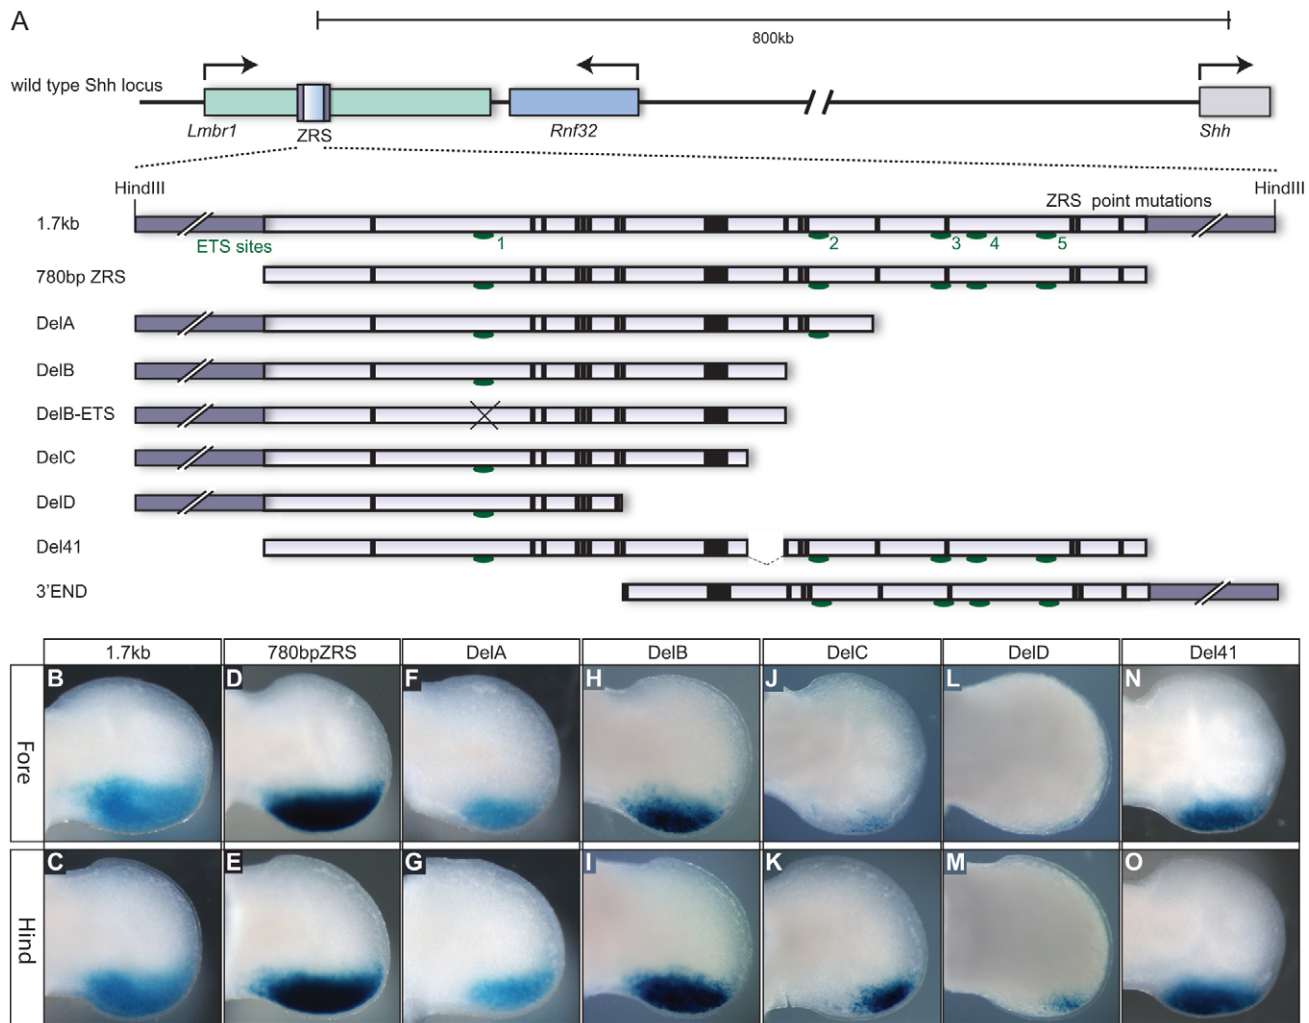 A
800kb
wild type Shh locus
Lmbr1
ZRS
Rnf32
Shh
HindIII
HindIII
ZRS point mutations
1.7kb
ETS sites
1
2
3
4
5
780bp ZRS
DelA
DelB
DelB-ETS
DelC
DelD
Del41
3'END
1.7kb 780bpZRS DelA DelB DelC DelD Del41
Fore
B D F H J L N
Hind
C E G I K M O